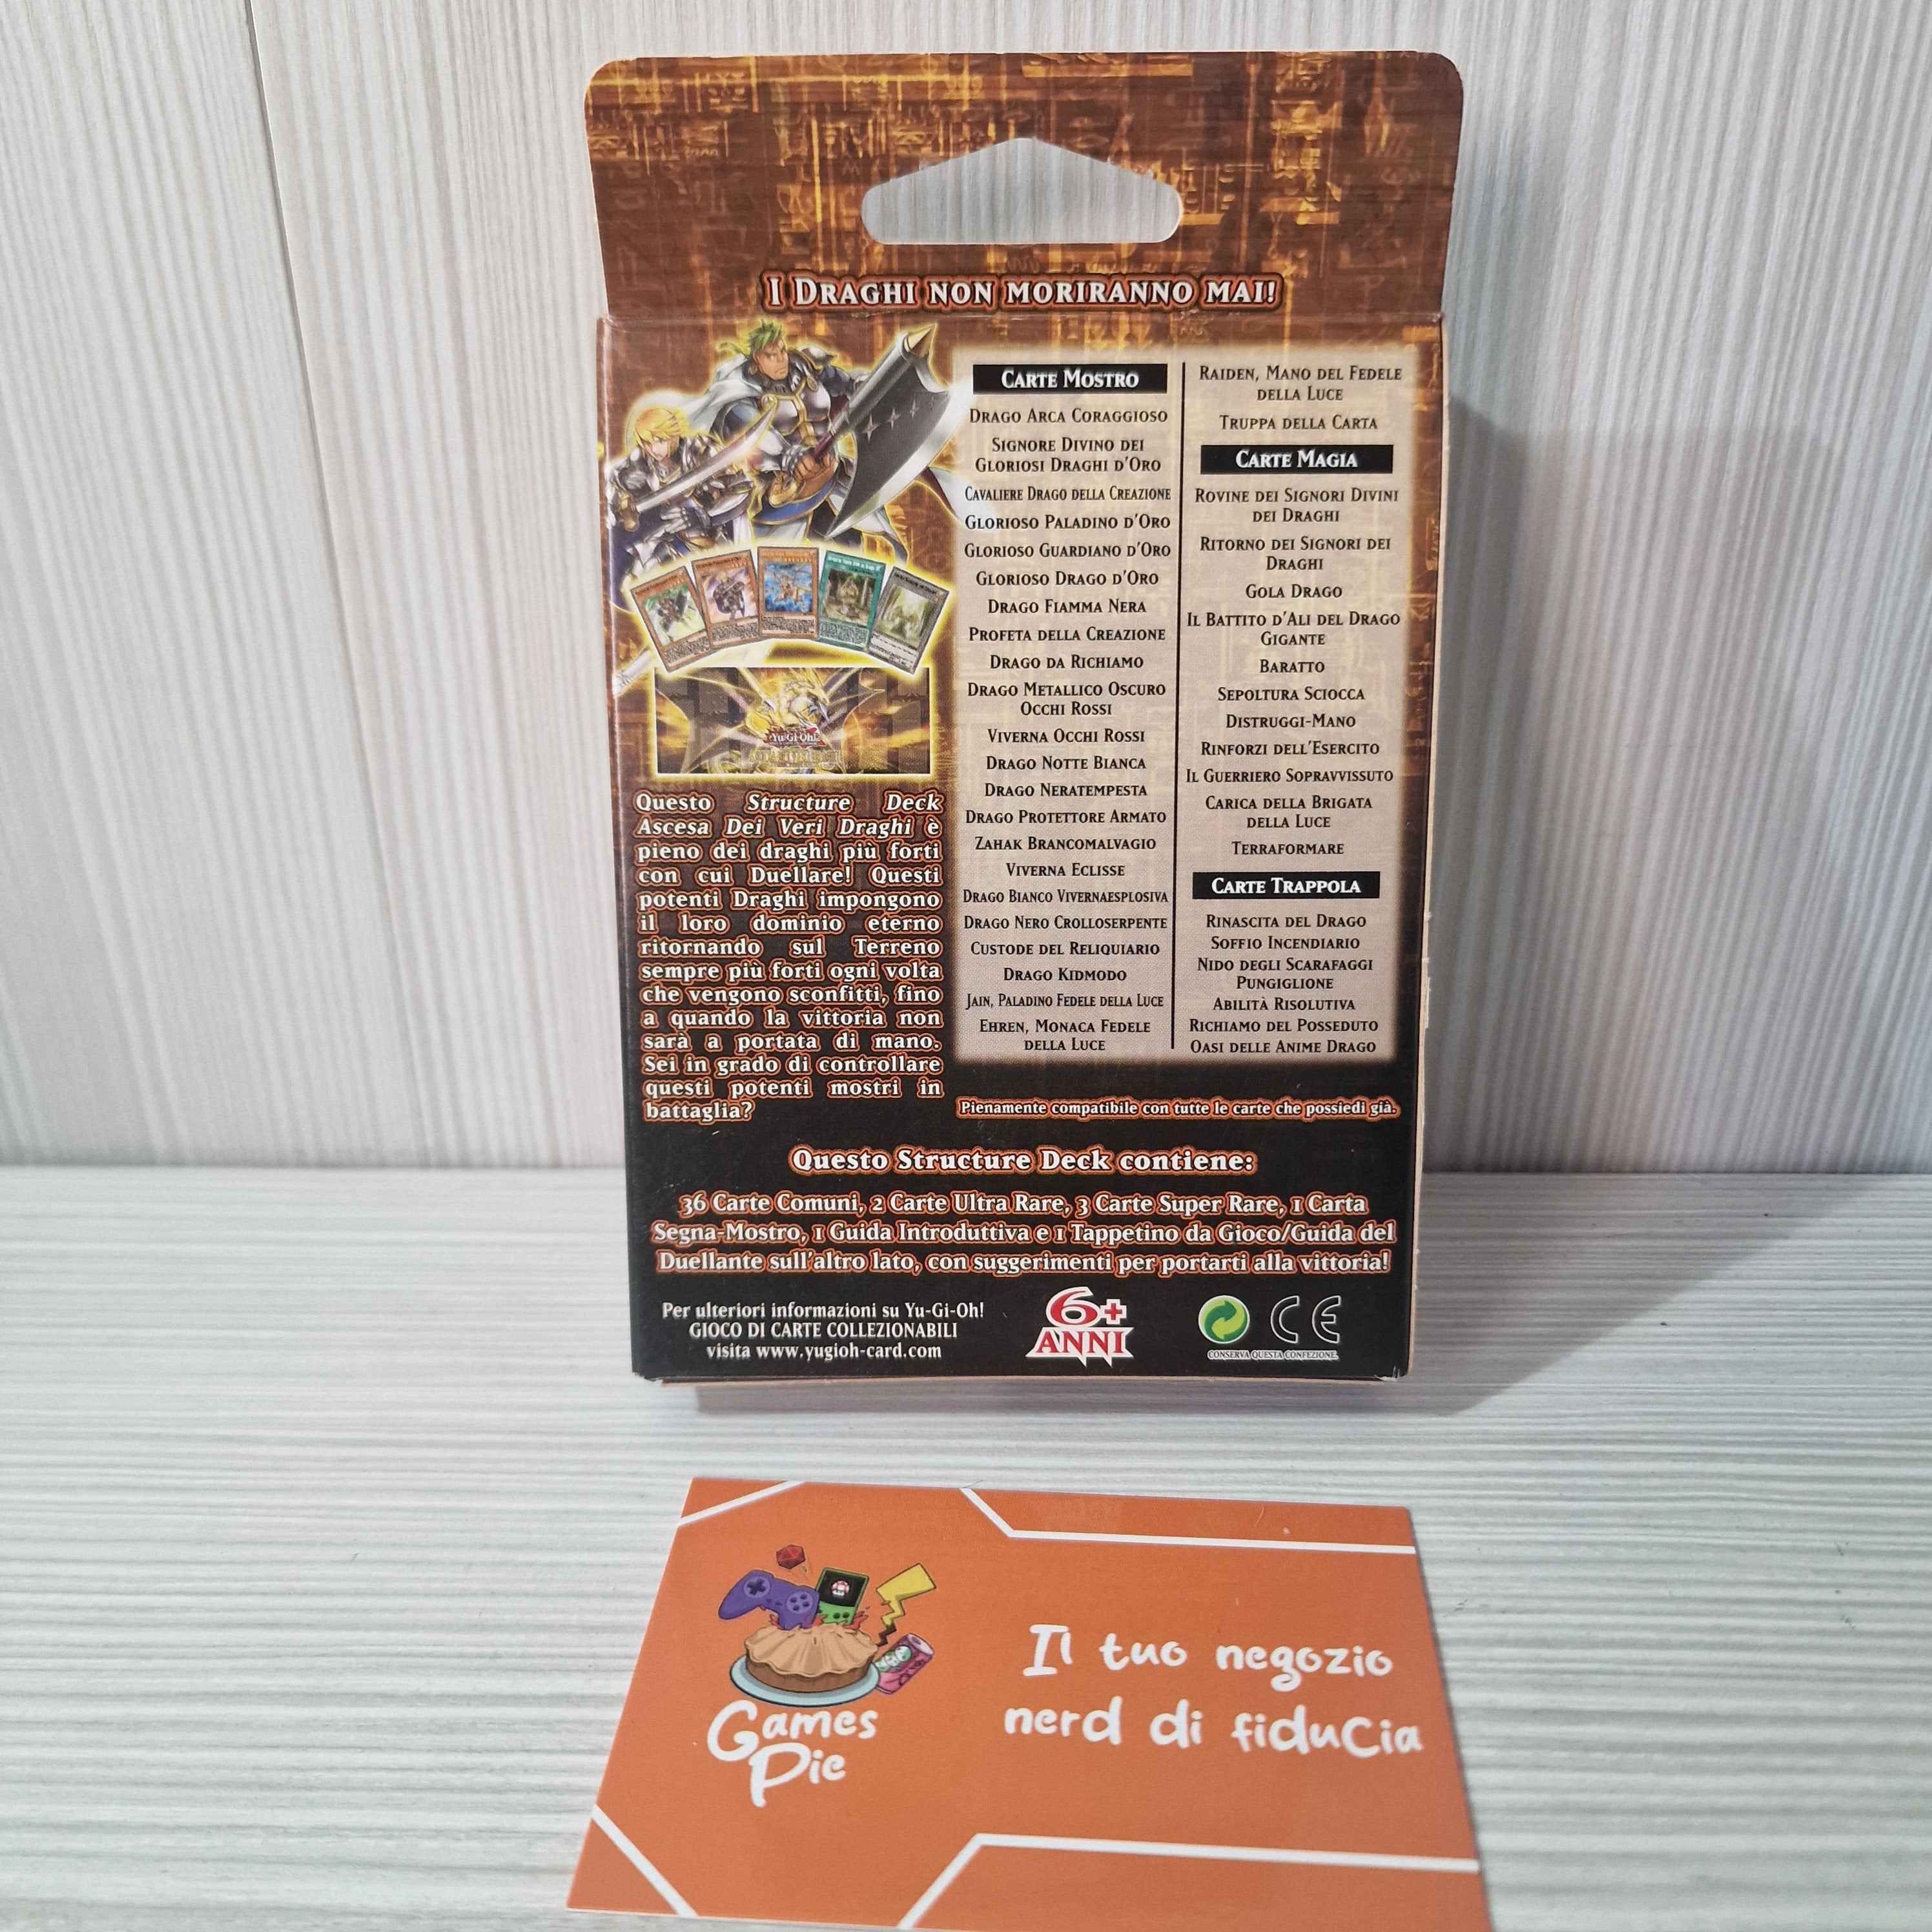 I Draghi non moriranno mai!
Carte Mostro
Drago Arca Coraggioso
Signore Divino dei
Gloriosi Draghi d'Oro
Cavaliere Drago della Creazione
Glorioso Paladino d'Oro
Glorioso Guardiano d'Oro
Glorioso Drago d'Oro
Drago Fiamma Nera
Profeta della Creazione
Drago da Richiamo
Drago Metallico Oscuro
Occhi Rossi
Viverna Occhi Rossi
Drago Notte Bianca
Drago Neratempesta
Drago Protettore Armato
Zahak Brancomalvagio
Viverna Eclisse
Drago Bianco Vivernaesplosiva
Drago Nero Crolloserpente
Custode del Reliquiario
Drago Kidmodo
Jain, Paladino Fedele della Luce
Ehren, Monaca Fedele
della Luce
Raiden, Mano del Fedele
della Luce
Truppa della Carta
Carte Magia
Rovine dei Signori Divini
dei Draghi
Ritorno dei Signori dei
Draghi
Gola Drago
Il Battito d'Ali del Drago
Gigante
Baratto
Sepoltura Sciocca
Distruggi-Mano
Rinforzi dell'Esercito
Il Guerriero Sopravvissuto
Carica della Brigata
della Luce
Terraformare
Carte Trappola
Rinascita del Drago
Soffio Incendiario
Nido degli Scarafaggi
Pungiglione
Abilità Risolutiva
Richiamo del Posseduto
Oasi delle Anime Drago
Yu-Gi-Oh!
Questo Structure Deck
Ascesa Dei Veri Draghi è
pieno dei draghi più forti
con cui Duellare! Questi
potenti Draghi impongono
il loro dominio eterno
ritornando sul Terreno
sempre più forti ogni volta
che vengono sconfitti, fino
a quando la vittoria non
sarà a portata di mano.
Sei in grado di controllare
questi potenti mostri in
battaglia?
Pienamente compatibile con tutte le carte che possiedi già.
Questo Structure Deck contiene:
36 Carte Comuni, 2 Carte Ultra Rare, 3 Carte Super Rare, 1 Carta
Segna-Mostro, 1 Guida Introduttiva e 1 Tappetino da Gioco/Guida del
Duellante sull'altro lato, con suggerimenti per portarti alla vittoria!
Per ulteriori informazioni su Yu-Gi-Oh!
GIOCO DI CARTE COLLEZIONABILI
visita www.yugioh-card.com
6+
ANNI
CE
CONSERVA QUESTA CONFEZIONE.
Games
Pie
Il tuo negozio
nerd di fiducia